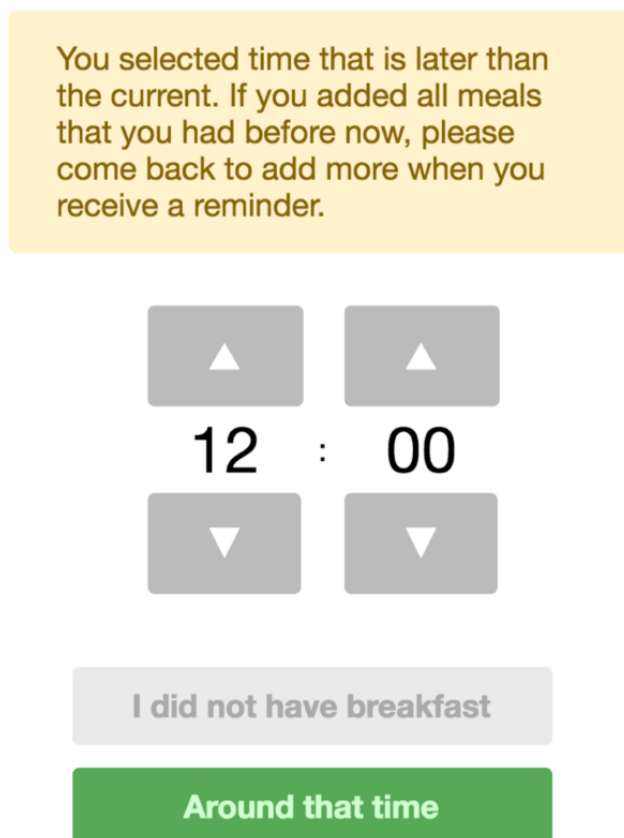 You selected time that is later than
the current. If you added all meals
that you had before now, please
come back to add more when you
receive a reminder.
12 : 00
I did not have breakfast
Around that time